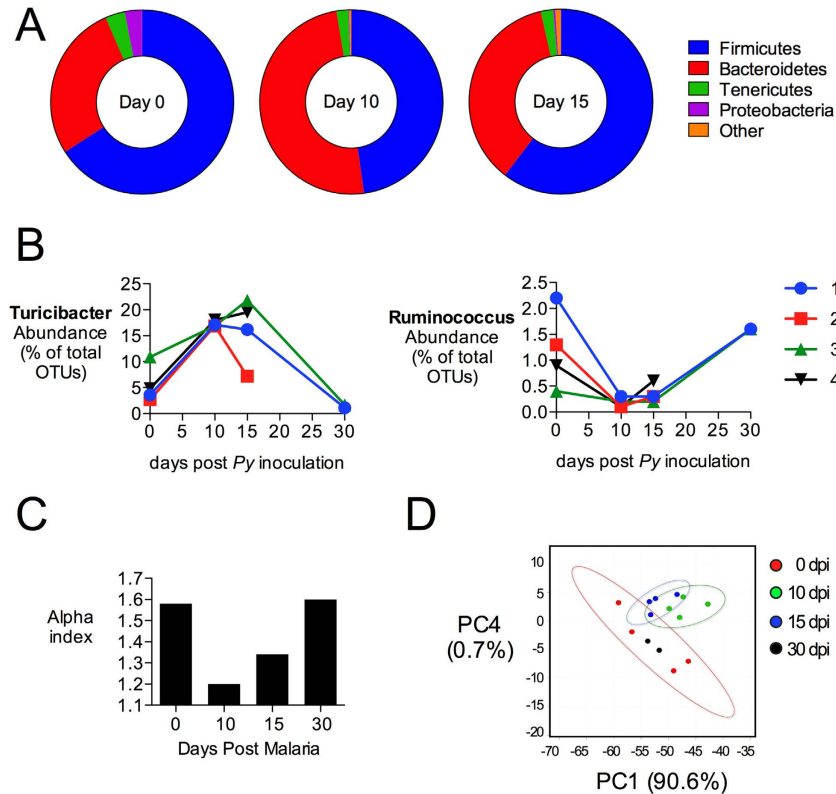 A
Day 0
Day 10
Day 15
Firmicutes
Bacteroidetes
Tenericutes
Proteobacteria
Other
B
Turicibacter
Abundance
(% of total
OTUs)
25
20
15
10
5
0
0 5 10 15 20 25 30
days post Py inoculation
Ruminococcus
Abundance
(% of total
OTUs)
2.5
2.0
1.5
1.0
0.5
0.0
0 5 10 15 20 25 30
days post Py inoculation
1
2
3
4
C
Alpha
index
1.7
1.6
1.5
1.4
1.3
1.2
1.1
0 10 15 30
Days Post Malaria
D
PC4
(0.7%)
10
5
0
-5
-10
-15
-20
-70 -65 -60 -55 -50 -45 -40 -35
PC1 (90.6%)
0 dpi
10 dpi
15 dpi
30 dpi